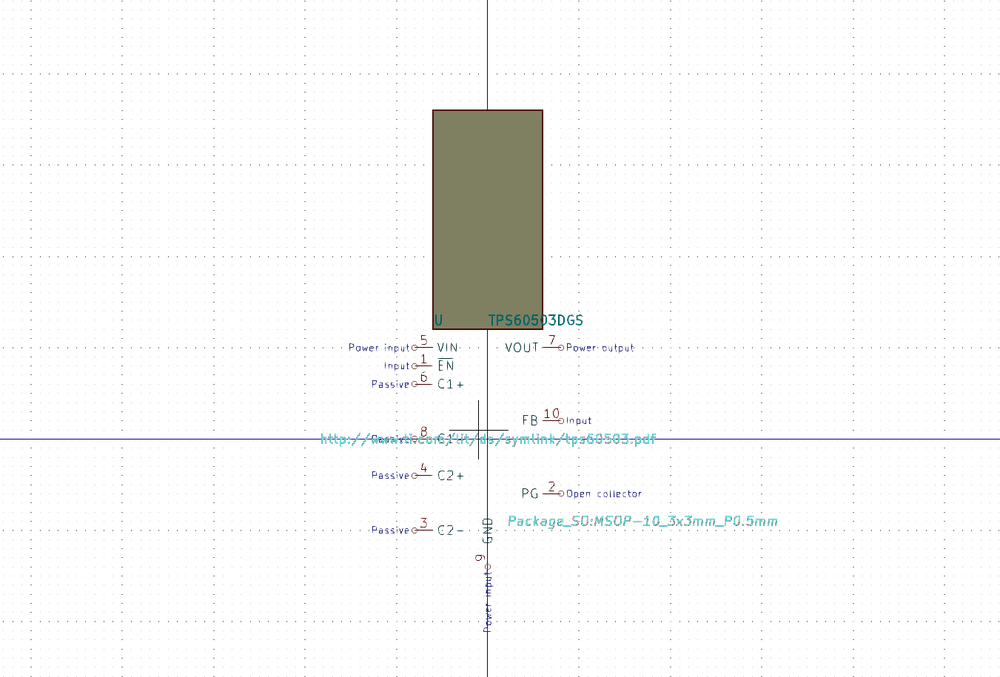 U TPS60503DGS
Power input 5 VIN VOUT 7 Power output
Input 1 EN
Passive 6 C1+
FB 10 Input
Passive 8 C1-
http://www.ti.com/lit/ds/symlink/tps60503.pdf
Passive 4 C2+
PG 2 Open collector
Package_SO:MSOP-10_3x3mm_P0.5mm
Passive 3 C2-
GND
9
Power input